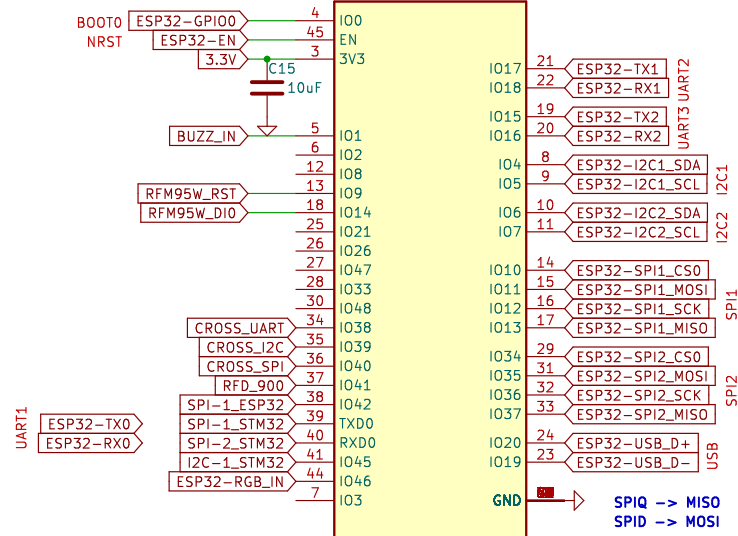 BOOT0 ESP32-GPIO0 4 IO0
NRST ESP32-EN 45 EN
3.3V 3 3V3
C15
10uF
BUZZ_IN 5 IO1
6 IO2
12 IO8
RFM95W_RST 13 IO9
RFM95W_DIO 18 IO14
25 IO21
26 IO26
27 IO47
28 IO33
30 IO48
CROSS_UART 34 IO38
CROSS_I2C 35 IO39
CROSS_SPI 36 IO40
RFD_900 37 IO41
SPI-1_ESP32 38 IO42
UART1
ESP32-TX0 SPI-1_STM32 39 TXD0
ESP32-RX0 SPI-2_STM32 40 RXD0
I2C-1_STM32 41 IO45
ESP32-RGB_IN 44 IO46
7 IO3
IO17 21 ESP32-TX1
IO18 22 ESP32-RX1
UART2
IO15 19 ESP32-TX2
IO16 20 ESP32-RX2
UART3
IO4 8 ESP32-I2C1_SDA
IO5 9 ESP32-I2C1_SCL
I2C1
IO6 10 ESP32-I2C2_SDA
IO7 11 ESP32-I2C2_SCL
I2C2
IO10 14 ESP32-SPI1_CS0
IO11 15 ESP32-SPI1_MOSI
IO12 16 ESP32-SPI1_SCK
IO13 17 ESP32-SPI1_MISO
SPI1
IO34 29 ESP32-SPI2_CS0
IO35 31 ESP32-SPI2_MOSI
IO36 32 ESP32-SPI2_SCK
IO37 33 ESP32-SPI2_MISO
SPI2
IO20 24 ESP32-USB_D+
IO19 23 ESP32-USB_D-
USB
GND
SPIQ -> MISO
SPID -> MOSI